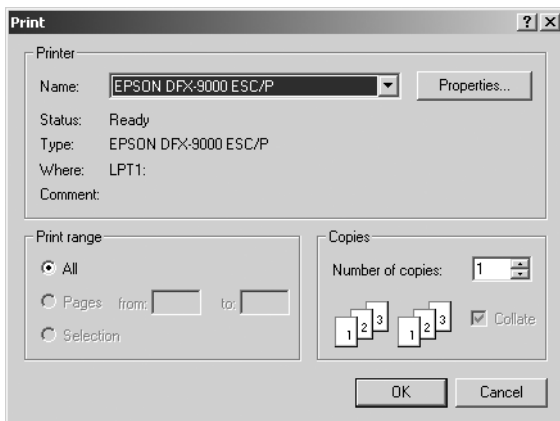 Print
Printer
Name: EPSON DFX-9000 ESC/P Properties...
Status: Ready
Type: EPSON DFX-9000 ESC/P
Where: LPT1:
Comment:
Print range
All
Pages from: to:
Selection
Copies
Number of copies: 1
1 2 3 1 2 3
Collate
OK Cancel